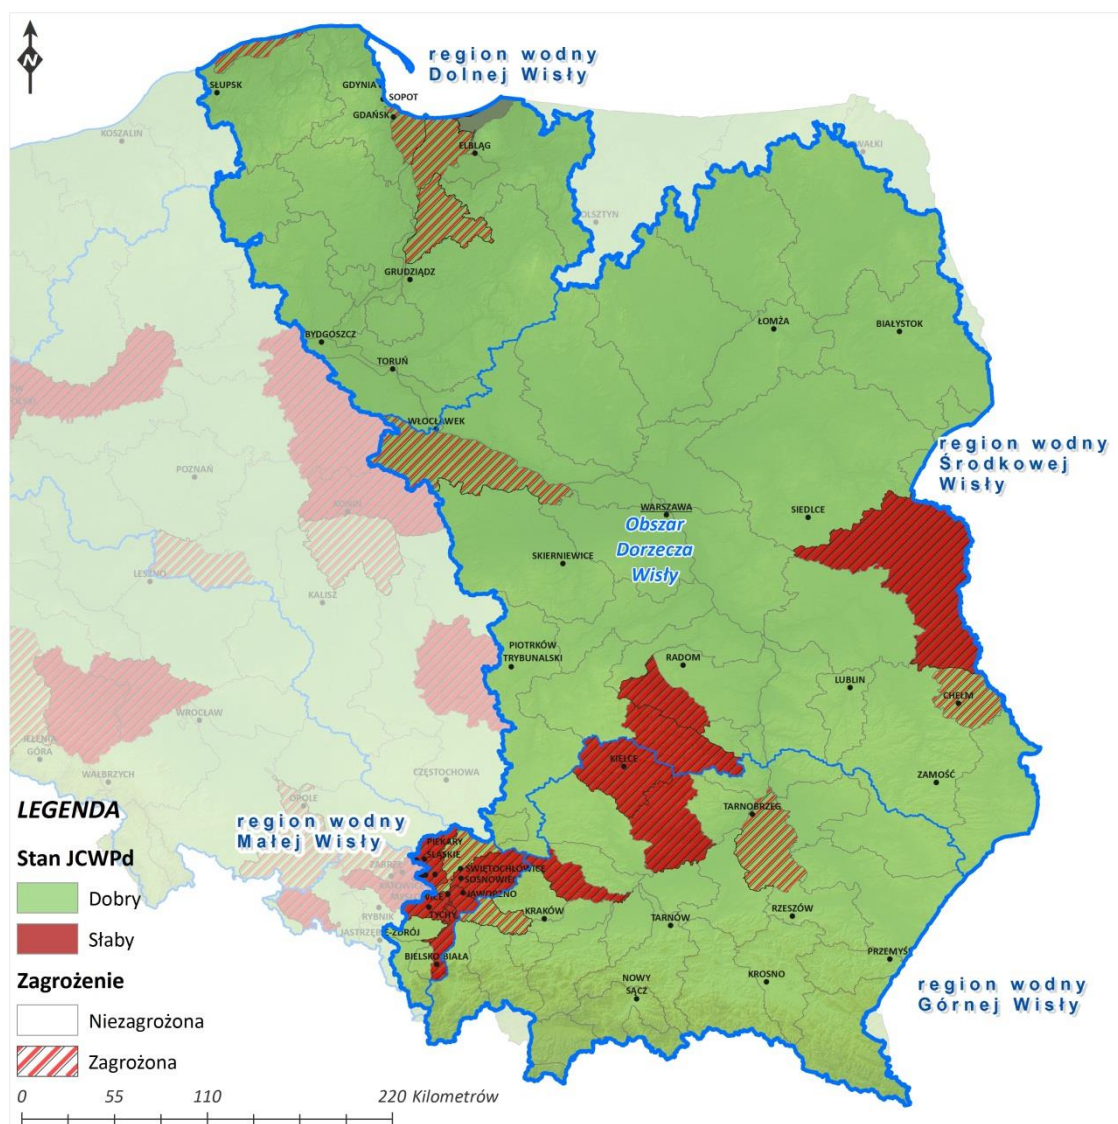 N
region wodny
Dolnej Wisły
SŁUPSK
GDYNIA
SOPOT
GDAŃSK
ELBLĄG
KOSZALIN
OLSZTYN
GRUDZIĄDZ
BYDGOSZCZ
TORUŃ
ŁOMŻA
BIAŁYSTOK
WŁOCŁAWEK
region wodny
Środkowej
Wisły
POZNAŃ
KONIN
WARSZAWA
SIEDLCE
Obszar
Dorzecza
Wisły
SKIERNIEWICE
LESZNO
KALISZ
PIOTRKÓW
TRYBUNALSKI
RADOM
LUBLIN
CHEŁM
WROCŁAW
JELENIA
GÓRA
WAŁBRZYCH
CZĘSTOCHOWA
KIELCE
ZAMOŚĆ
OPOLE
TARNOBRZEG
LEGENDA
region wodny
Małej Wisły
PIEKARY
ŚLĄSKIE
Stan JCWPd
ŚWIĘTOCHŁOWICE
SOSNOWIEC
JAWORZNO
Dobry
RYBNIK
TYCHY
KRAKÓW
TARNÓW
RZESZÓW
Słaby
BIELSKO BIAŁA
PRZEMYŚL
Zagrożenie
NOWY
SĄCZ
KROSNO
region wodny
Górnej Wisły
Niezagrożona
Zagrożona
0 55 110 220 Kilometrów